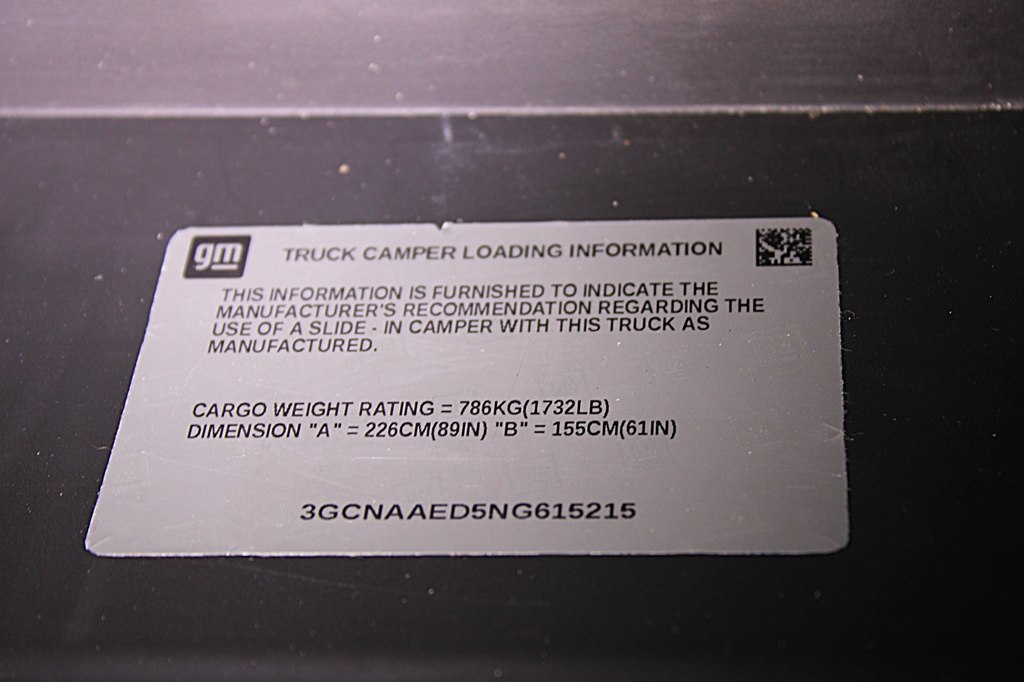 gm
TRUCK CAMPER LOADING INFORMATION
THIS INFORMATION IS FURNISHED TO INDICATE THE
MANUFACTURER'S RECOMMENDATION REGARDING THE
USE OF A SLIDE - IN CAMPER WITH THIS TRUCK AS
MANUFACTURED.
CARGO WEIGHT RATING = 786KG(1732LB)
DIMENSION "A" = 226CM(89IN) "B" = 155CM(61IN)
3GCNAAED5NG615215